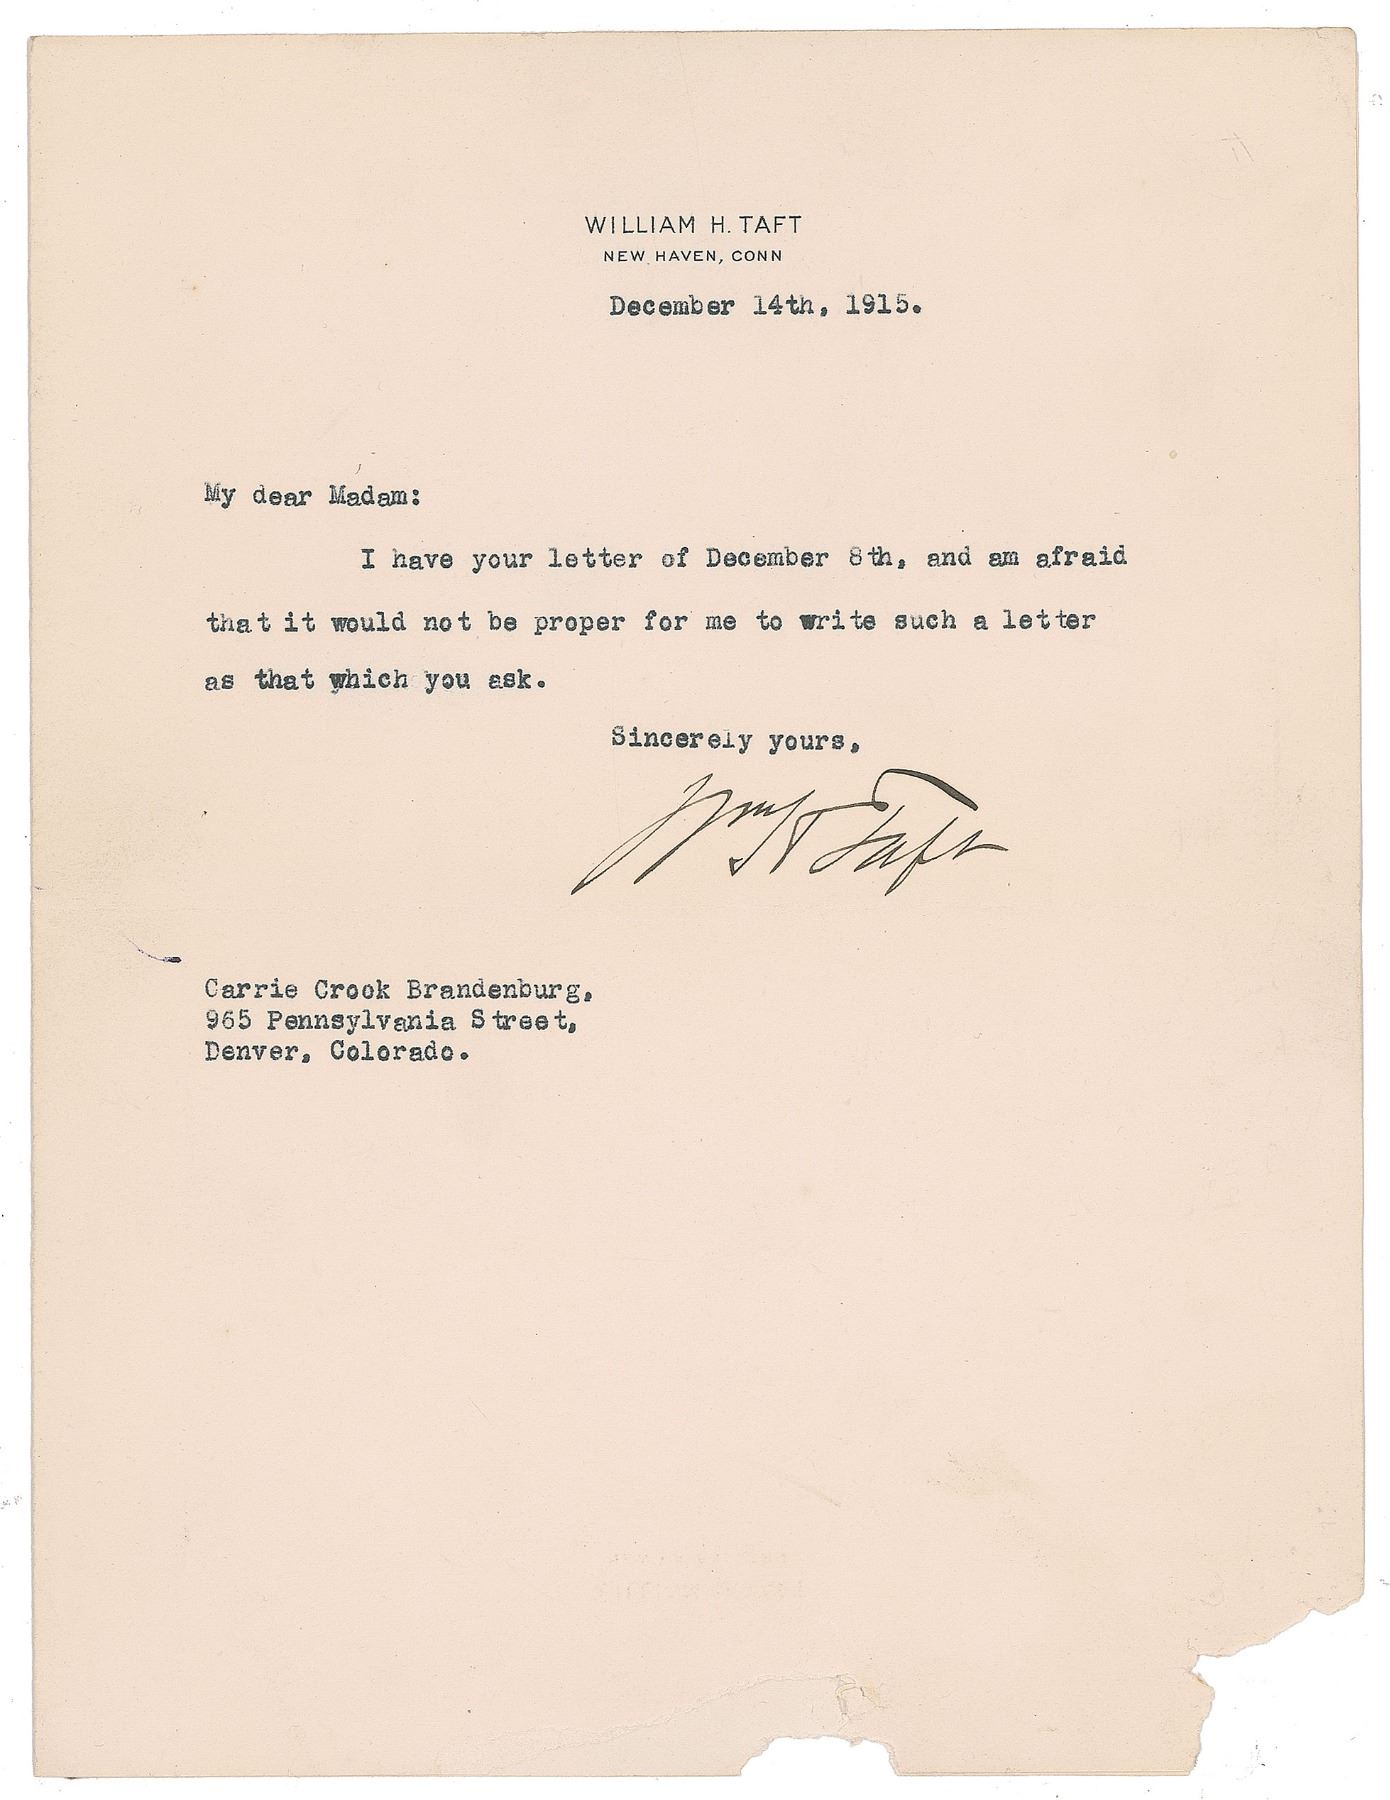 WILLIAM H. TAFT
NEW HAVEN, CONN
December 14th, 1915.
My dear Madam:
I have your letter of December 8th, and am afraid
that it would not be proper for me to write such a letter
as that which you ask.
Sincerely yours,
Wm H Taft
Carrie Crook Brandenburg,
965 Pennsylvania Street,
Denver, Colorado.